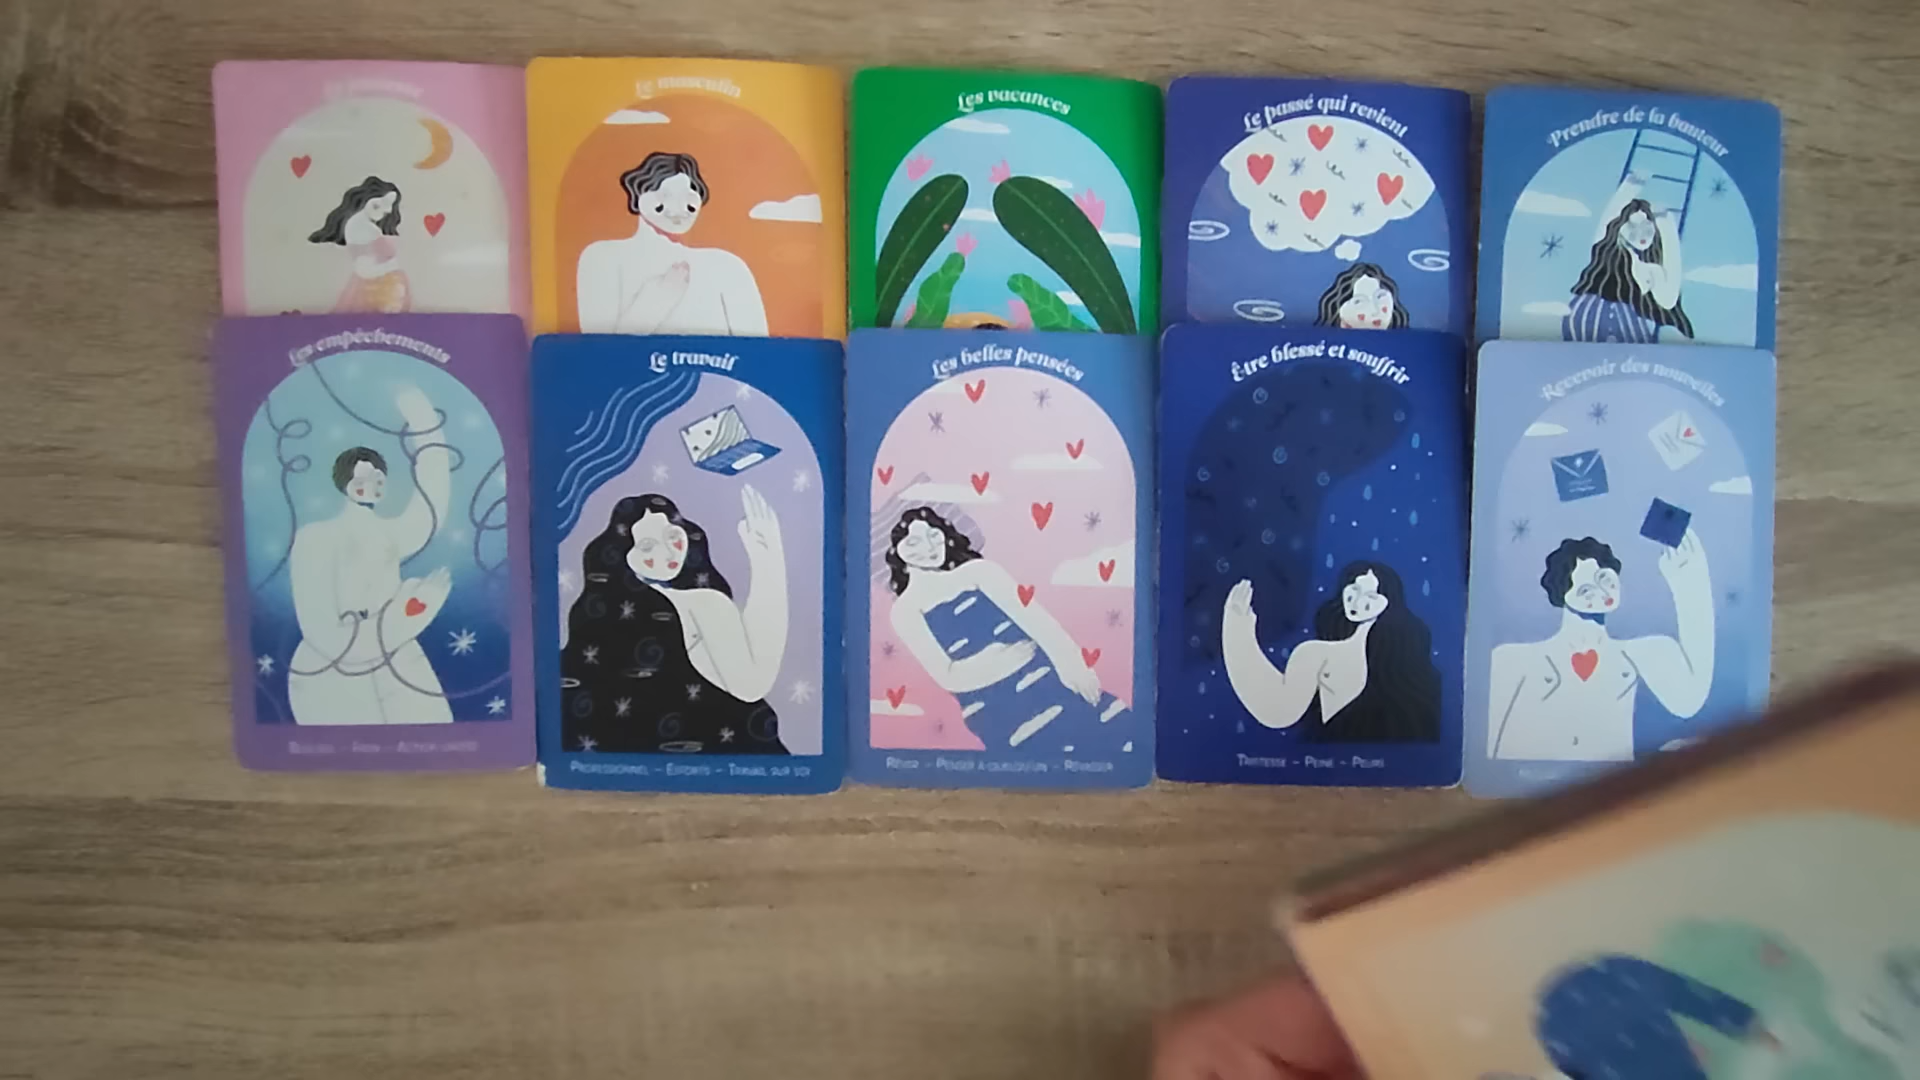 Le masculin
Les vacances
Le passé qui revient
Prendre de la hauteur
Les empêchements
Le travail
Les belles pensées
Être blessé et souffrir
Recevoir des nouvelles
Professionnel – Efforts – Travail sur soi
Rêver – Penser à quelqu'un – Rêvasser
Tristesse – Peine – Peurs